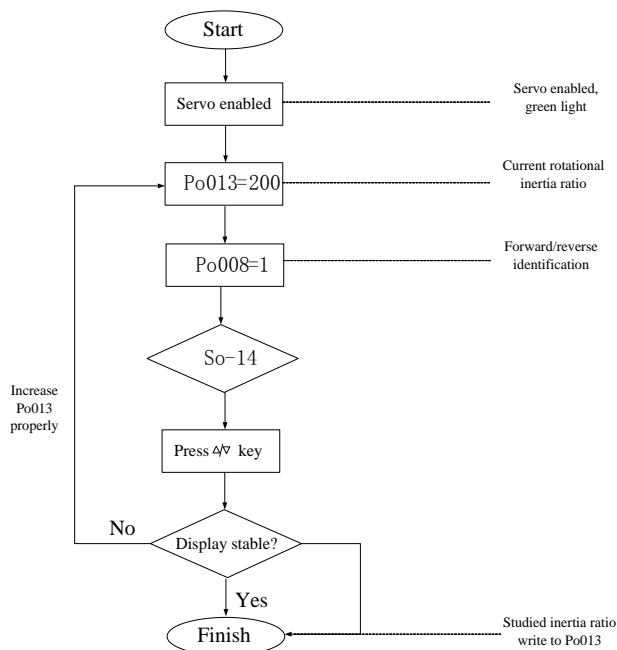 Start
Servo enabled
Servo enabled,
green light
Po013=200
Current rotational
inertia ratio
Po008=1
Forward/reverse
identification
So-14
Increase
Po013
properly
Press △/▽ key
No
Display stable?
Yes
Finish
Studied inertia ratio
write to Po013